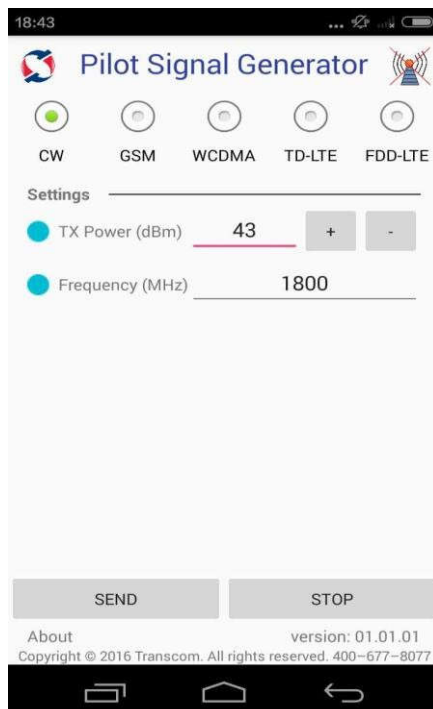 18:43 ...
Pilot Signal Generator
CW GSM WCDMA TD-LTE FDD-LTE
Settings
TX Power (dBm) 43 + -
Frequency (MHz) 1800
SEND STOP
About version: 01.01.01
Copyright © 2016 Transcom. All rights reserved. 400-677-8077